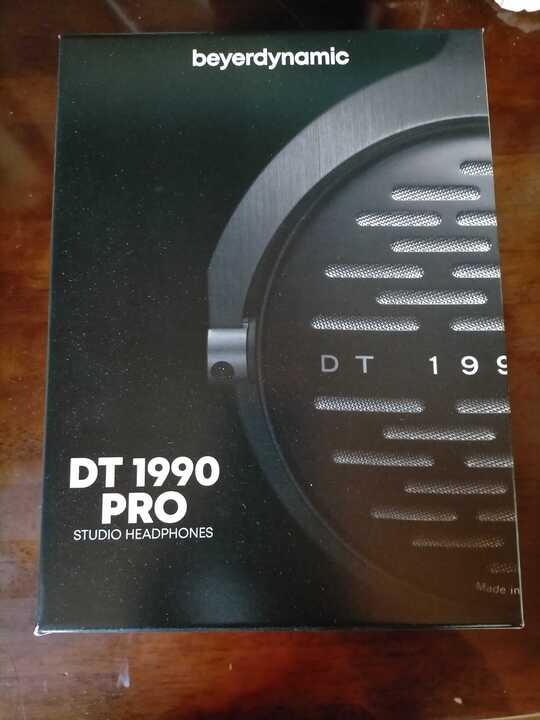 beyerdynamic
DT 199
DT 1990
PRO
STUDIO HEADPHONES
Made in